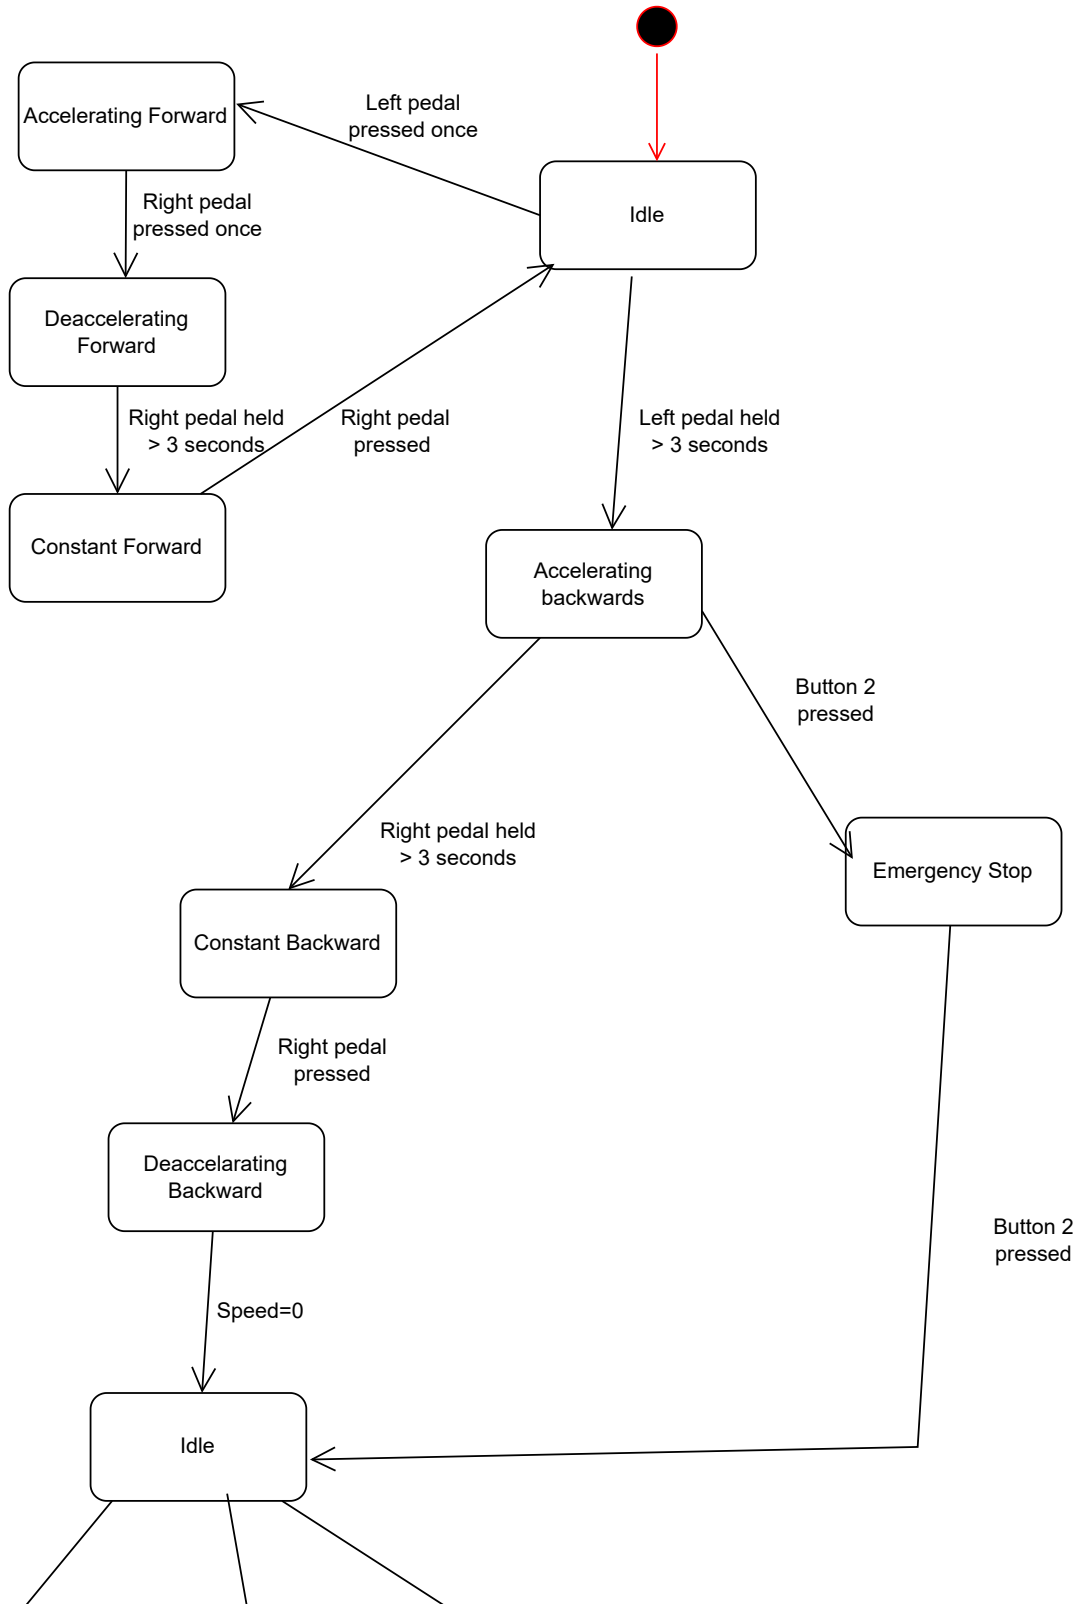 Left pedal
pressed once
Accelerating Forward
Right pedal
pressed once
Idle
Deaccelerating
Forward
Right pedal held
> 3 seconds
Right pedal
pressed
Left pedal held
> 3 seconds
Constant Forward
Accelerating
backwards
Button 2
pressed
Right pedal held
> 3 seconds
Emergency Stop
Constant Backward
Right pedal
pressed
Deaccelarating
Backward
Button 2
pressed
Speed=0
Idle